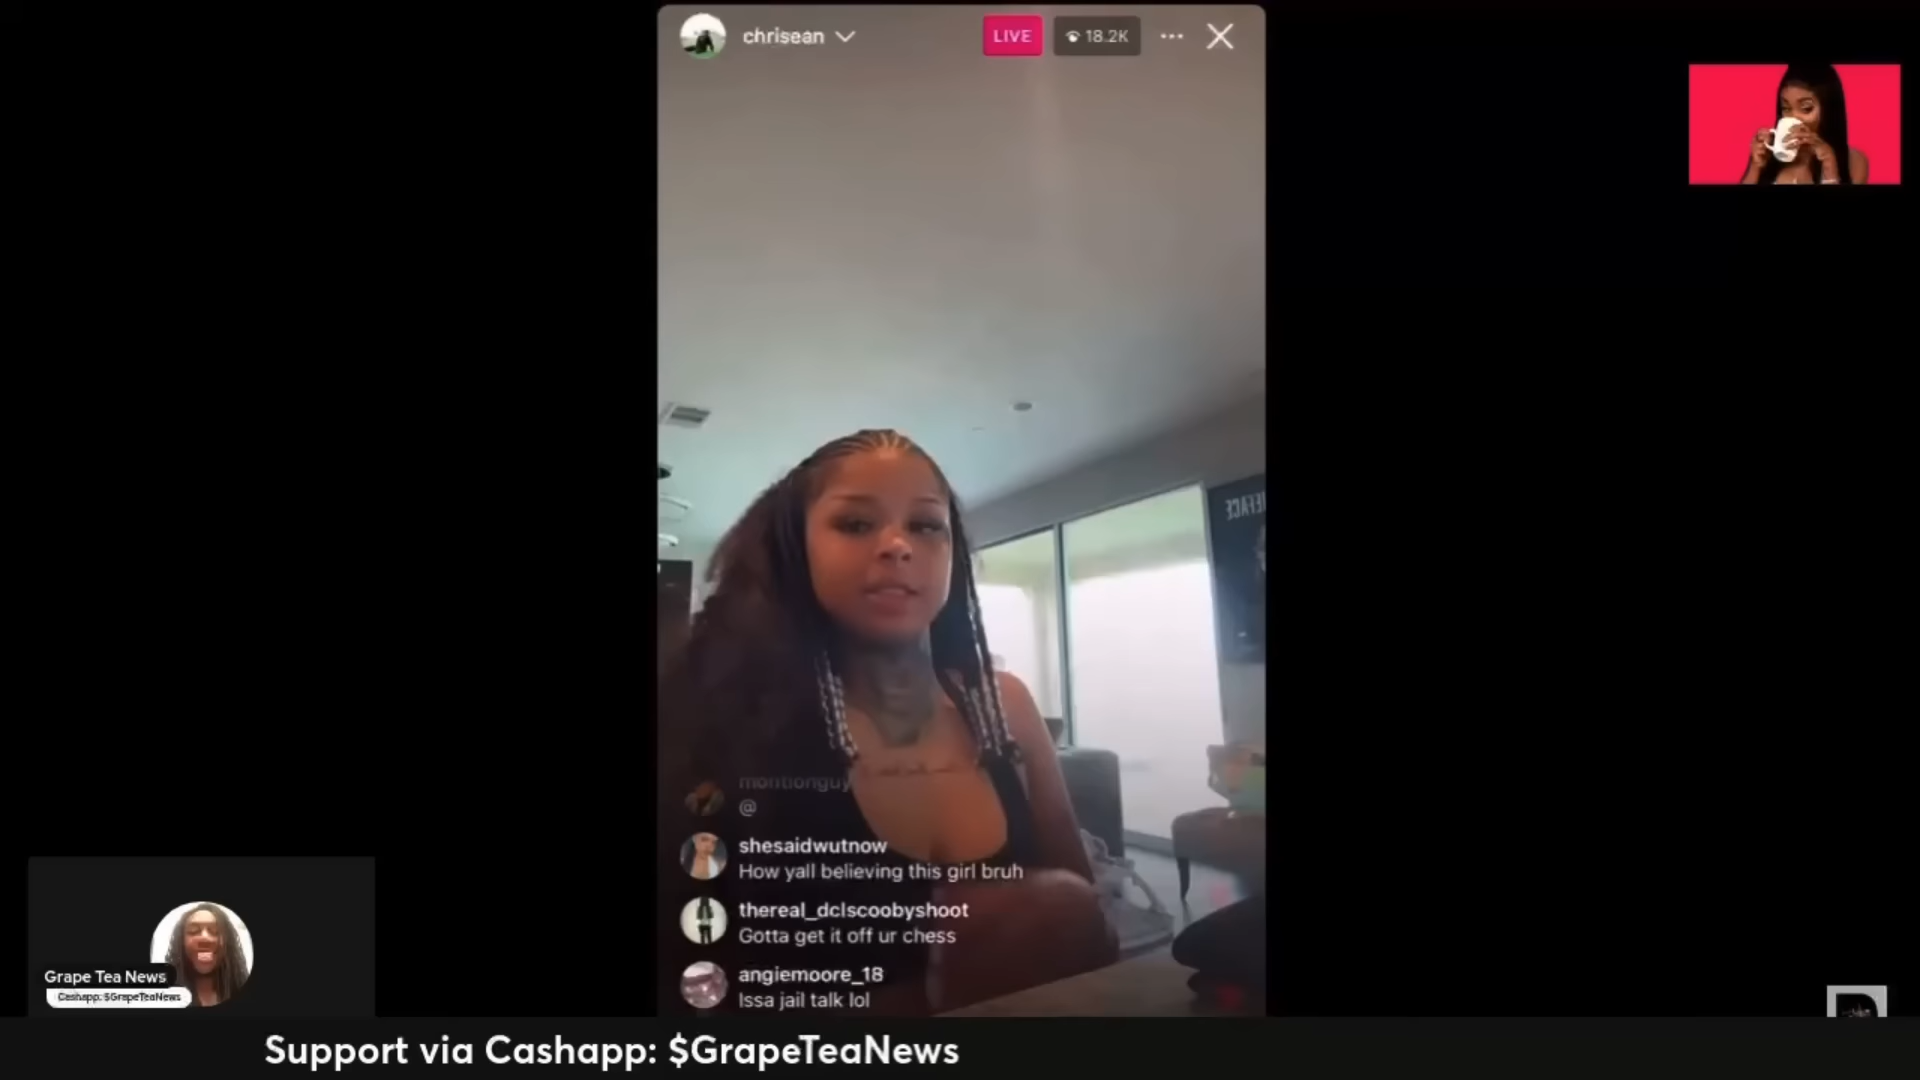 chrisean
LIVE
18.2K
@
shesaidwutnow
How yall believing this girl bruh
thereal_dclscoobyshoot
Gotta get it off ur chess
angiemoore_18
Issa jail talk lol
Grape Tea News
Cashapp: $GrapeTeaNews
Support via Cashapp: $GrapeTeaNews